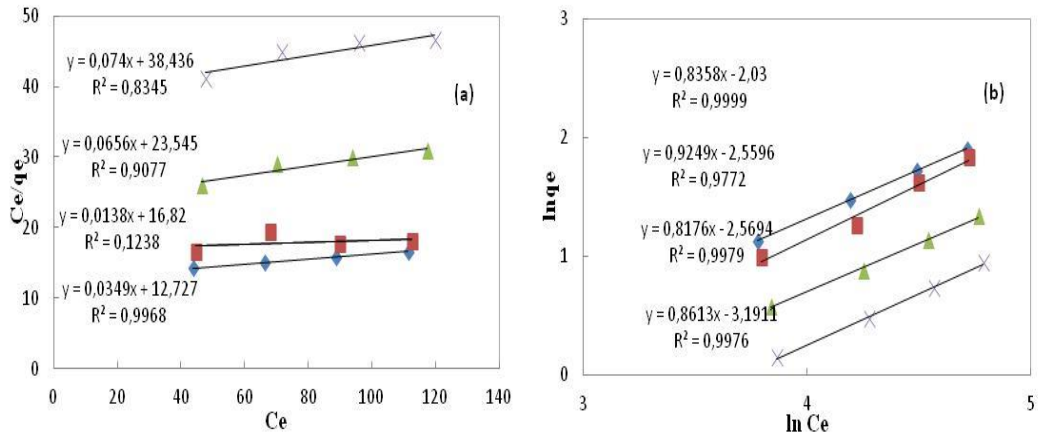 50
40
30
20
10
0
Ce/qe
y = 0,074x + 38,436
R² = 0,8345
(a)
y = 0,0656x + 23,545
R² = 0,9077
y = 0,0138x + 16,82
R² = 0,1238
y = 0,0349x + 12,727
R² = 0,9968
0 20 40 60 80 100 120 140
Ce
3
2
1
0
lnqe
y = 0,8358x - 2,03
R² = 0,9999
(b)
y = 0,9249x - 2,5596
R² = 0,9772
y = 0,8176x - 2,5694
R² = 0,9979
y = 0,8613x - 3,1911
R² = 0,9976
3 4 5
ln Ce